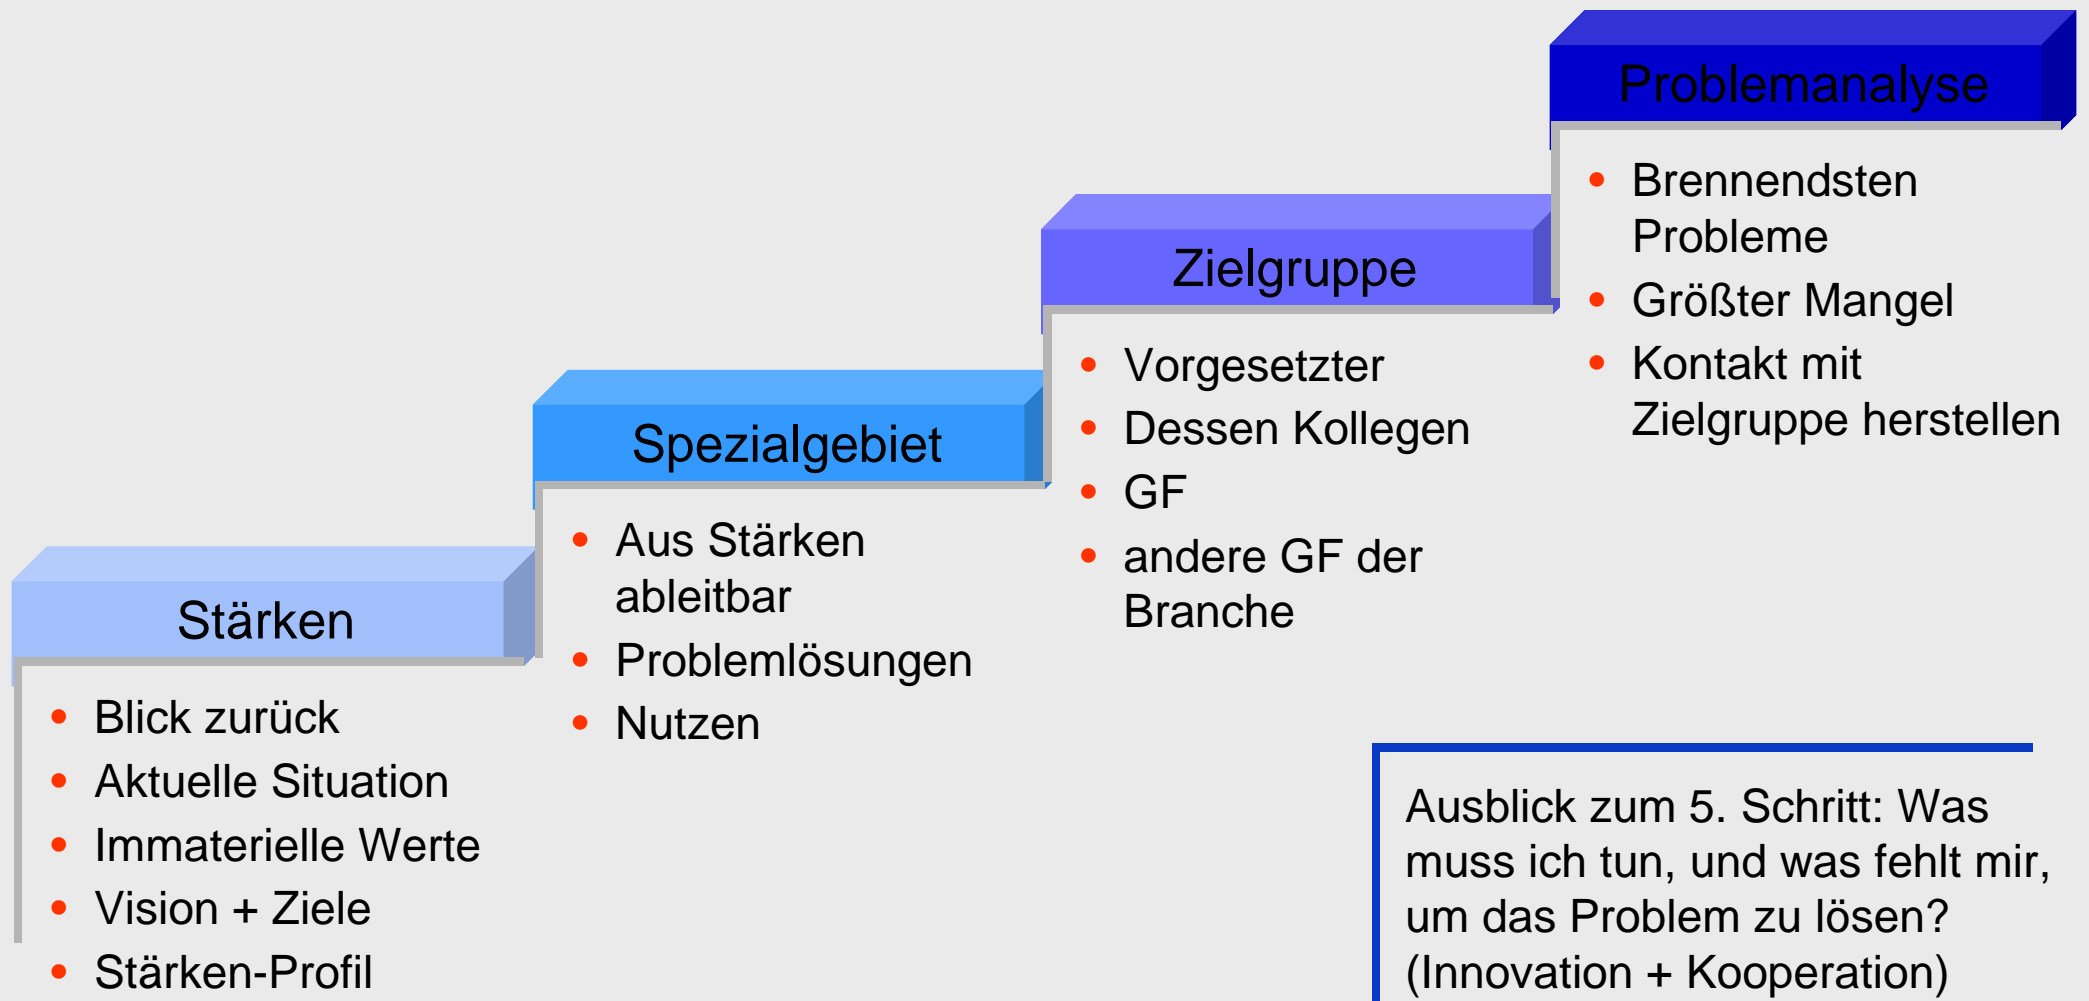 Stärken
Blick zurück
Aktuelle Situation
Immaterielle Werte
Vision + Ziele
Stärken-Profil
Spezialgebiet
Aus Stärken
ableitbar
Problemlösungen
Nutzen
Zielgruppe
Vorgesetzter
Dessen Kollegen
GF
andere GF der
Branche
Problemanalyse
Brennendsten
Probleme
Größter Mangel
Kontakt mit
Zielgruppe herstellen
Ausblick zum 5. Schritt: Was
muss ich tun, und was fehlt mir,
um das Problem zu lösen?
(Innovation + Kooperation)